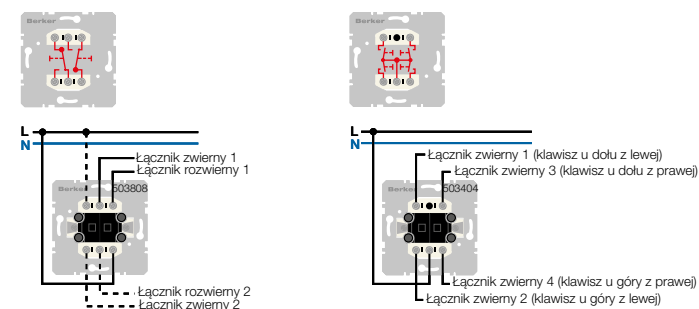 Berker
Berker
L
N
Łącznik zwierny 1
Łącznik rozwierny 1
Berker 503808
Łącznik rozwierny 2
Łącznik zwierny 2
L
N
Łącznik zwierny 1 (klawisz u dołu z lewej)
Łącznik zwierny 3 (klawisz u dołu z prawej)
Berker 503404
Łącznik zwierny 4 (klawisz u góry z prawej)
Łącznik zwierny 2 (klawisz u góry z lewej)